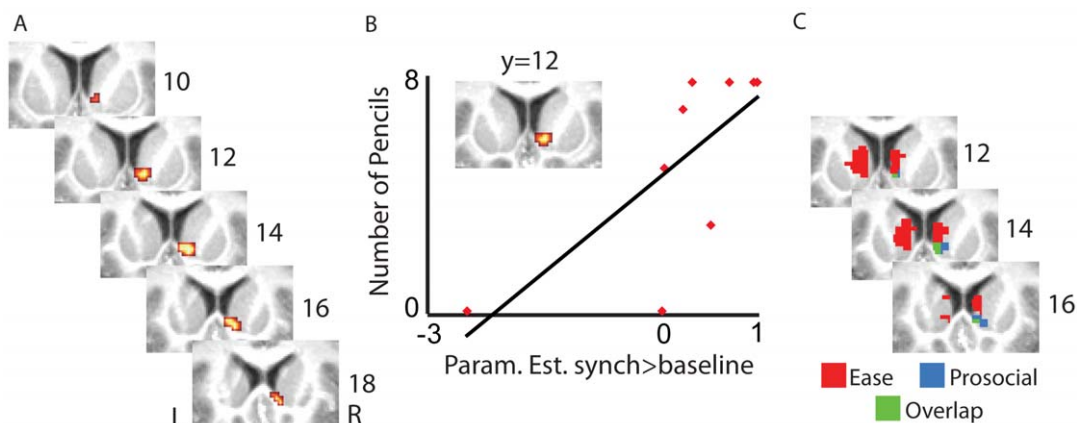 A
10
12
14
16
18
L
R
B
y=12
Number of Pencils
8
0
-3
0
1
Param. Est. synch>baseline
C
12
14
16
Ease
Prosocial
Overlap